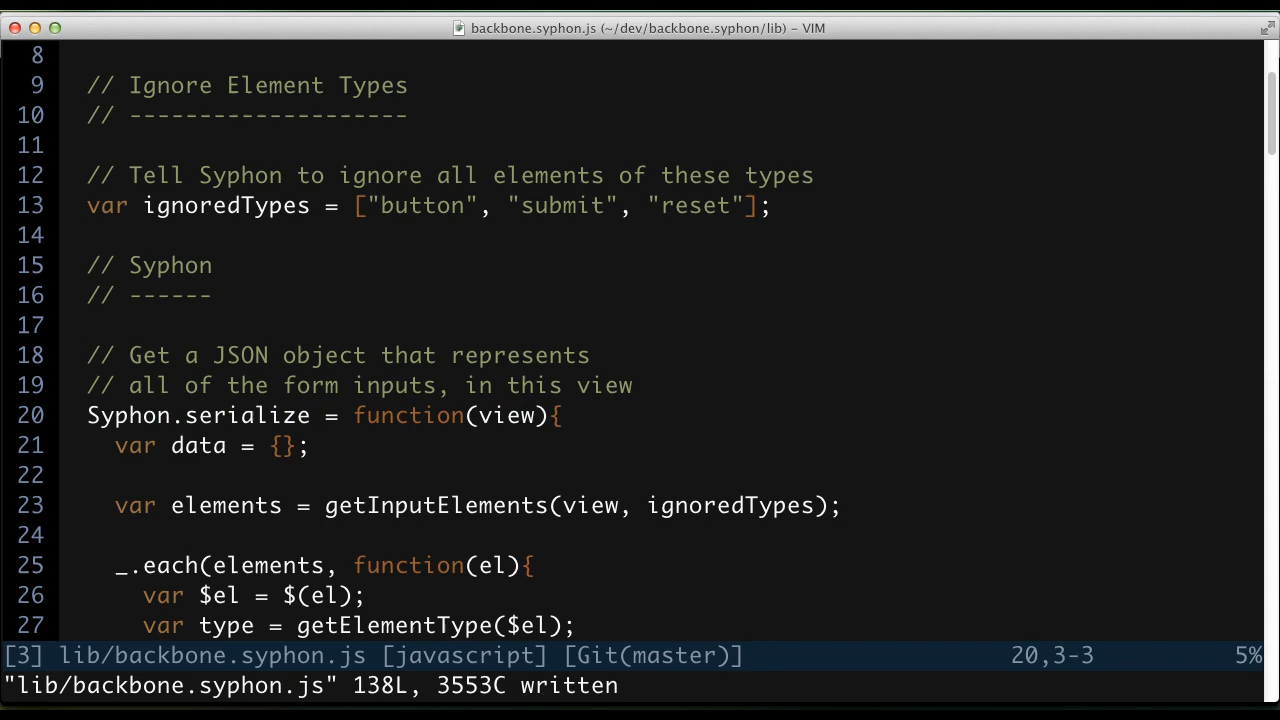 backbone.syphon.js (~/dev/backbone.syphon/lib) – VIM
8
9 // Ignore Element Types
10 // --------------------
11
12 // Tell Syphon to ignore all elements of these types
13 var ignoredTypes = ["button", "submit", "reset"];
14
15 // Syphon
16 // ------
17
18 // Get a JSON object that represents
19 // all of the form inputs, in this view
20 Syphon.serialize = function(view){
21   var data = {};
22
23   var elements = getInputElements(view, ignoredTypes);
24
25   _.each(elements, function(el){
26     var $el = $(el);
27     var type = getElementType($el);
[3] lib/backbone.syphon.js [javascript] [Git(master)] 20,3-3 5%
"lib/backbone.syphon.js" 138L, 3553C written